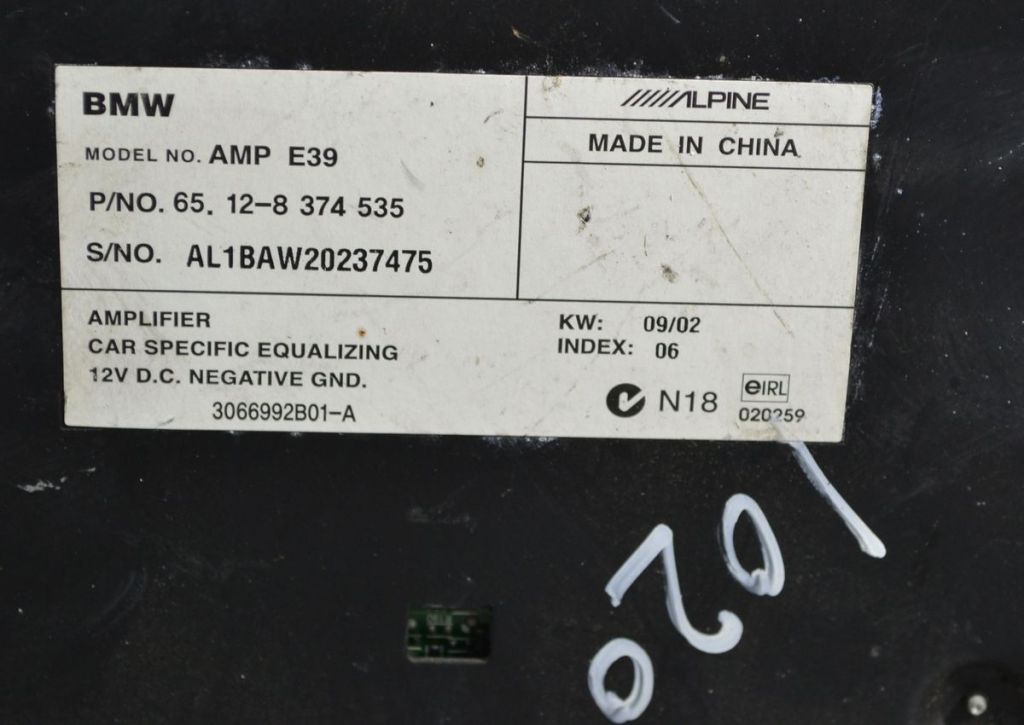 BMW
MODEL NO. AMP E39
P/NO. 65. 12-8 374 535
S/NO. AL1BAW20237475
//////ALPINE
MADE IN CHINA
AMPLIFIER
CAR SPECIFIC EQUALIZING
12V D.C. NEGATIVE GND.
3066992B01-A
KW: 09/02
INDEX: 06
N18
eIRL
020259
1020